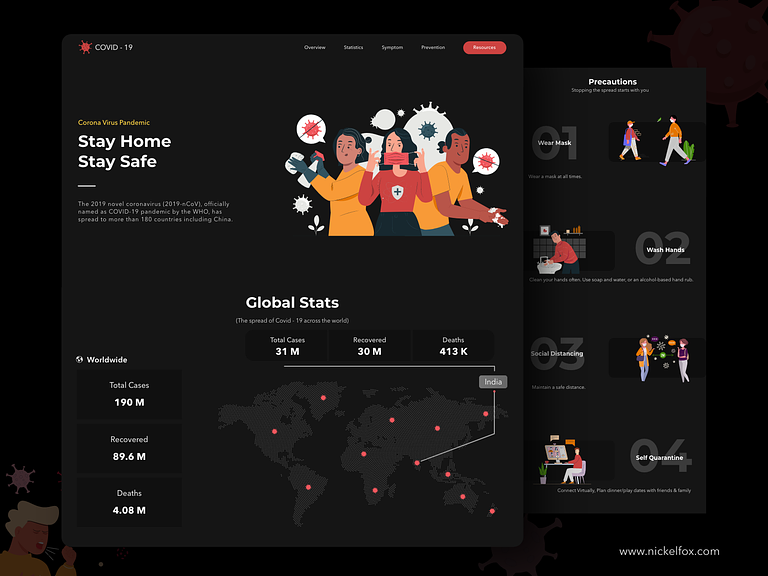 COVID - 19
Overview
Statistics
Symptom
Prevention
Resources
Corona Virus Pandemic
Stay Home
Stay Safe
The 2019 novel coronavirus (2019-nCoV), officially
named as COVID-19 pandemic by the WHO, has
spread to more than 180 countries including China.
Global Stats
(The spread of Covid - 19 across the world)
Total Cases
31 M
Recovered
30 M
Deaths
413 K
India
Worldwide
Total Cases
190 M
Recovered
89.6 M
Deaths
4.08 M
Precautions
Stopping the spread starts with you
01
Wear Mask
Wear a mask at all times.
02
Wash Hands
Clean your hands often. Use soap and water, or an alcohol-based hand rub.
03
Social Distancing
Maintain a safe distance.
04
Self Quarantine
Connect Virtually, Plan dinner/play dates with friends & family
www.nickelfox.com